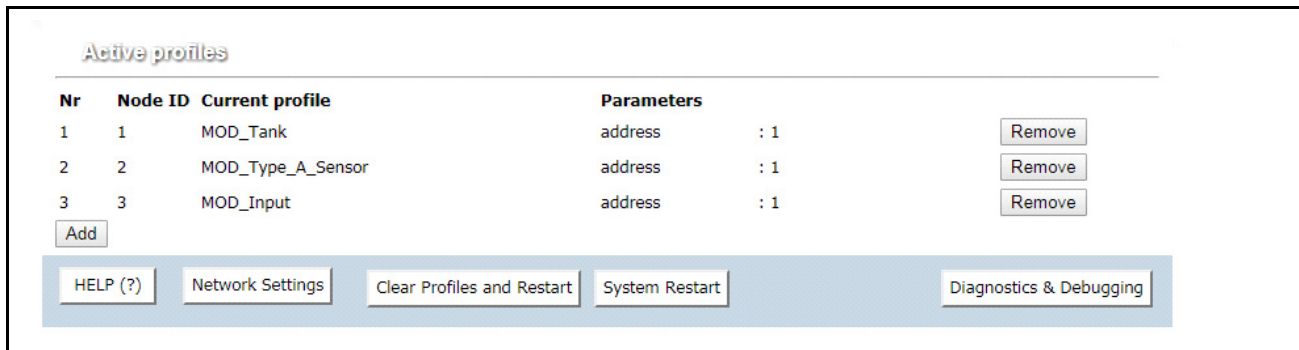 Active profiles
Nr Node ID Current profile Parameters
1 1 MOD_Tank address : 1 Remove
2 2 MOD_Type_A_Sensor address : 1 Remove
3 3 MOD_Input address : 1 Remove
Add
HELP (?) Network Settings Clear Profiles and Restart System Restart Diagnostics & Debugging